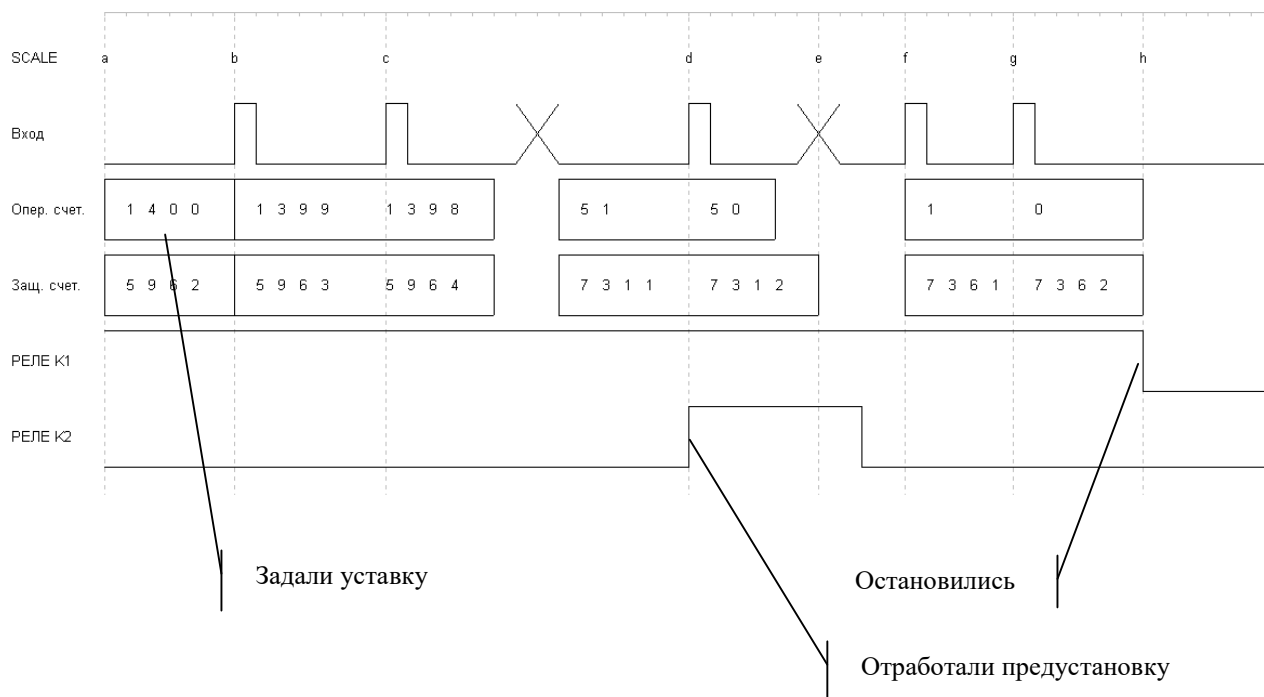 SCALE a b c d e f g h
Вход
Опер. счет. 1 4 0 0 1 3 9 9 1 3 9 8 5 1 5 0 1 0
Защ. счет. 5 9 6 2 5 9 6 3 5 9 6 4 7 3 1 1 7 3 1 2 7 3 6 1 7 3 6 2
РЕЛЕ К1
РЕЛЕ К2
Задали уставку
Остановились
Отработали предустановку